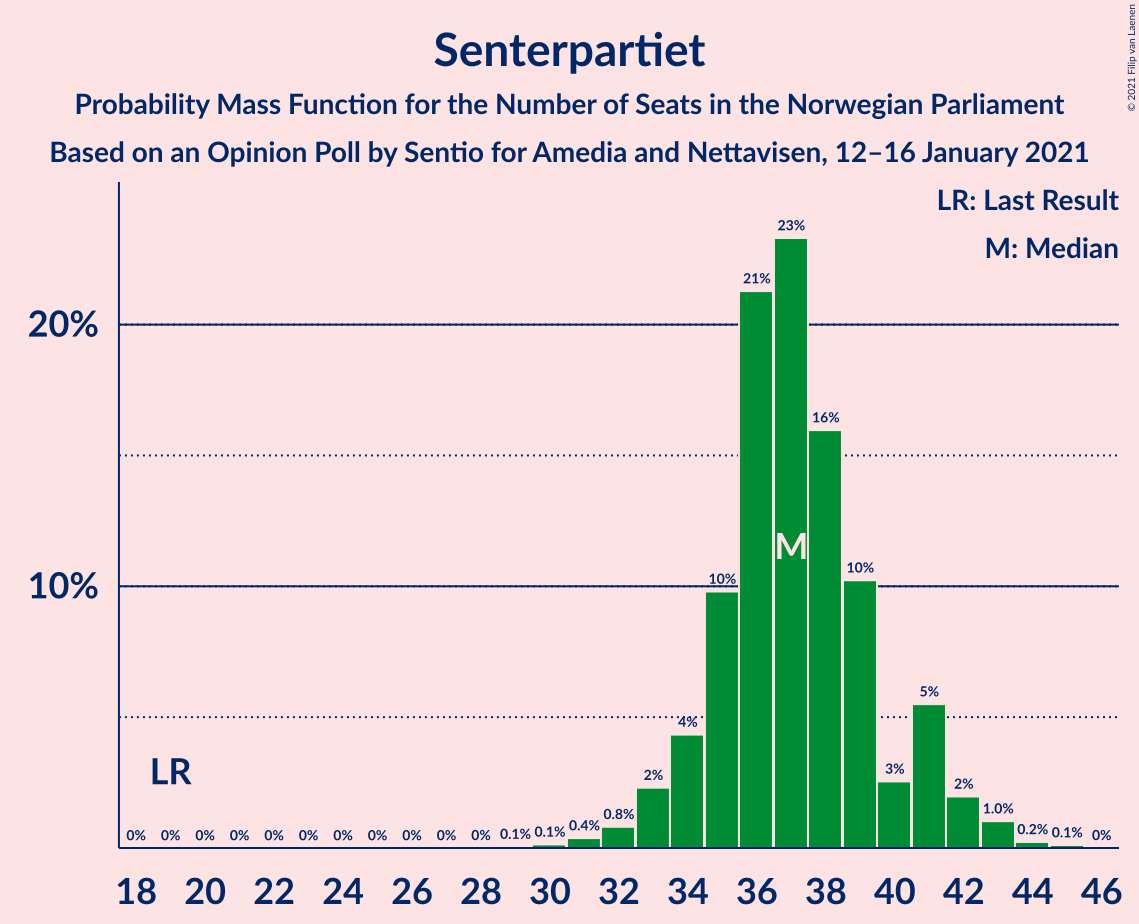 Senterpartiet
Probability Mass Function for the Number of Seats in the Norwegian Parliament
Based on an Opinion Poll by Sentio for Amedia and Nettavisen, 12–16 January 2021
© 2021 Filip van Laenen
LR: Last Result
M: Median
23%
21%
20%
16%
M
10%
10%
10%
5%
4%
LR
2%
3%
2%
0% 0% 0% 0% 0% 0% 0% 0% 0% 0% 0% 0.1% 0.1% 0.4% 0.8% 1.0% 0.2% 0.1% 0%
18 20 22 24 26 28 30 32 34 36 38 40 42 44 46